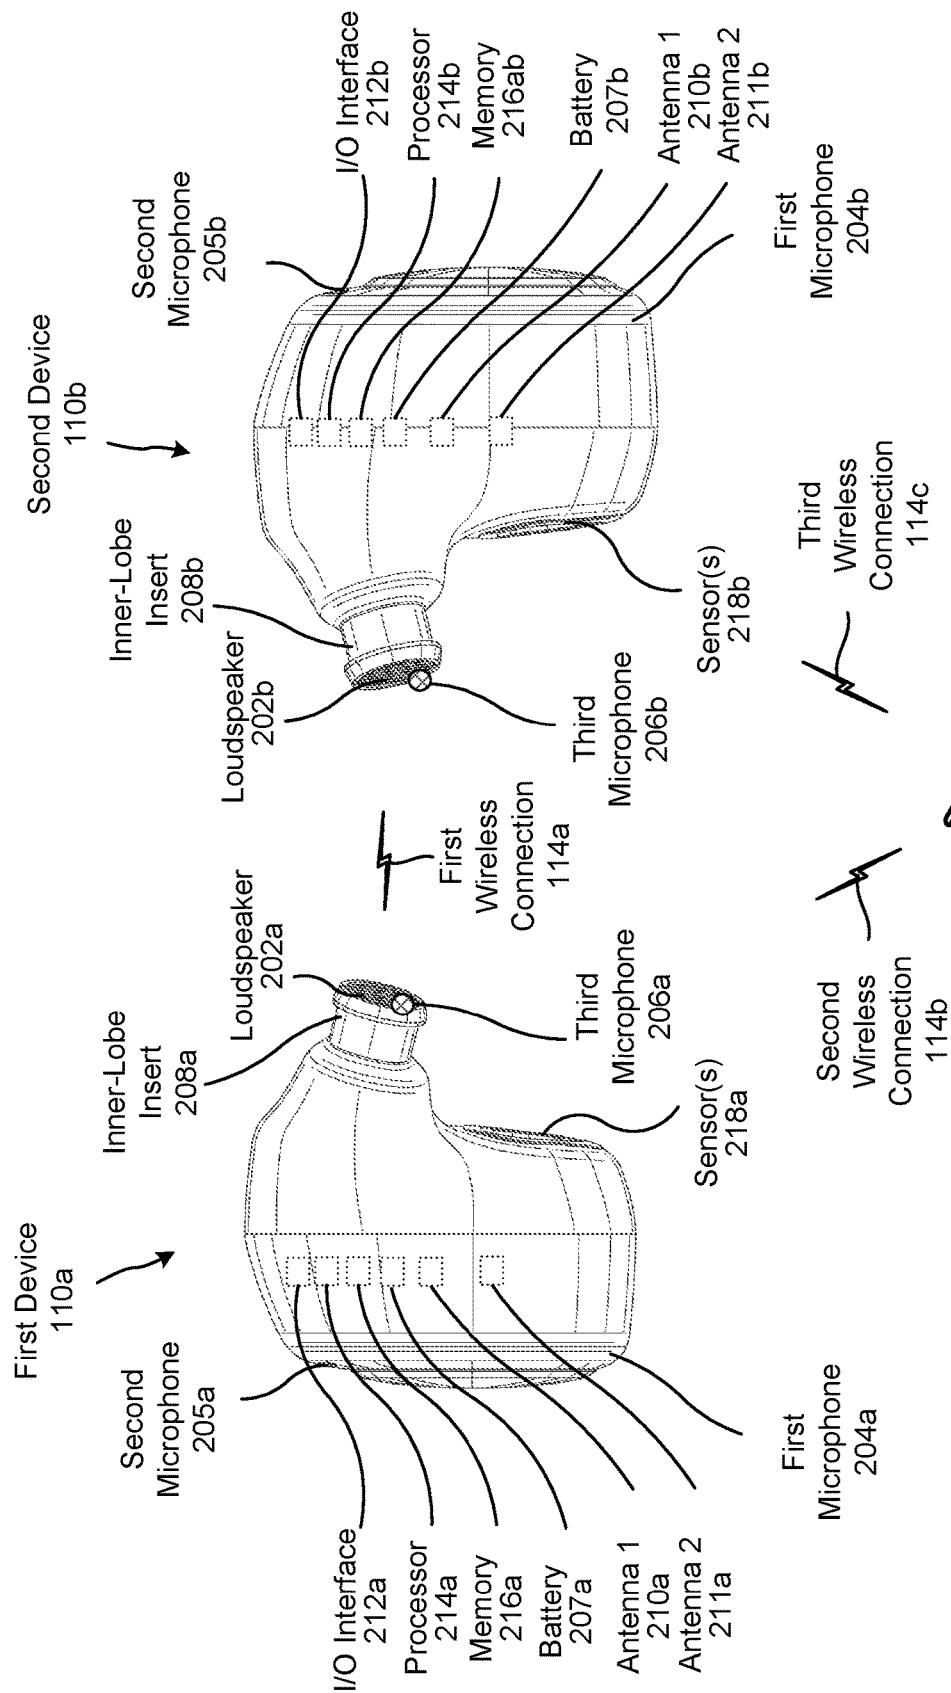 First Device
110a
Second Device
110b
Second
Microphone
205a
Inner-Lobe
Insert
208a
Loudspeaker
202a
Inner-Lobe
Insert
208b
Loudspeaker
202b
Second
Microphone
205b
I/O Interface
212a
Processor
214a
Memory
216a
Battery
207a
Antenna 1
210a
Antenna 2
211a
First
Microphone
204a
Sensor(s)
218a
Third
Microphone
206a
First
Wireless
Connection
114a
Third
Microphone
206b
Sensor(s)
218b
I/O Interface
212b
Processor
214b
Memory
216ab
Battery
207b
Antenna 1
210b
Antenna 2
211b
First
Microphone
204b
Second
Wireless
Connection
114b
Third
Wireless
Connection
114c